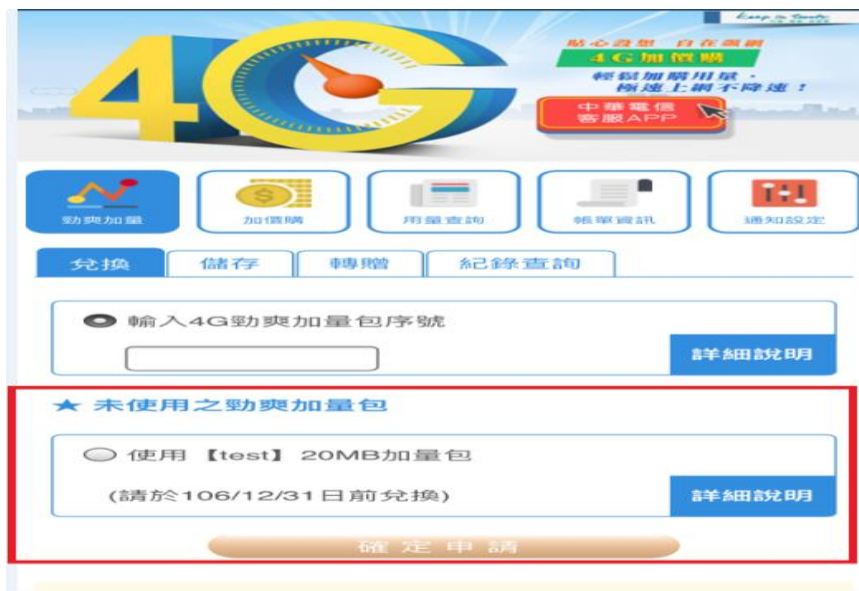 Keep in Touch
貼心設想 自在飆網
4G加價購
輕鬆加購用量，
極速上網不降速！
中華電信
客服APP
4G
勁爽加量
加價購
用量查詢
帳單資訊
通知設定
兌換
儲存
轉贈
紀錄查詢
輸入4G勁爽加量包序號
詳細說明
★ 未使用之勁爽加量包
使用【test】20MB加量包
(請於106/12/31日前兌換)
詳細說明
確定申請